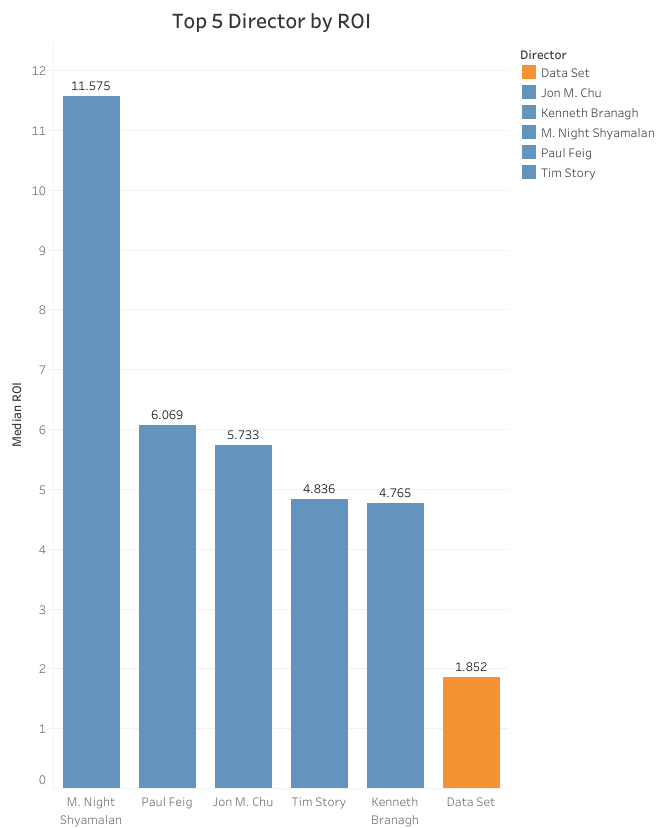 Top 5 Director by ROI
Director
Data Set
Jon M. Chu
Kenneth Branagh
M. Night Shyamalan
Paul Feig
Tim Story
Median ROI
12
11
10
9
8
7
6
5
4
3
2
1
0
11.575
6.069
5.733
4.836
4.765
1.852
M. Night
Shyamalan
Paul Feig
Jon M. Chu
Tim Story
Kenneth
Branagh
Data Set